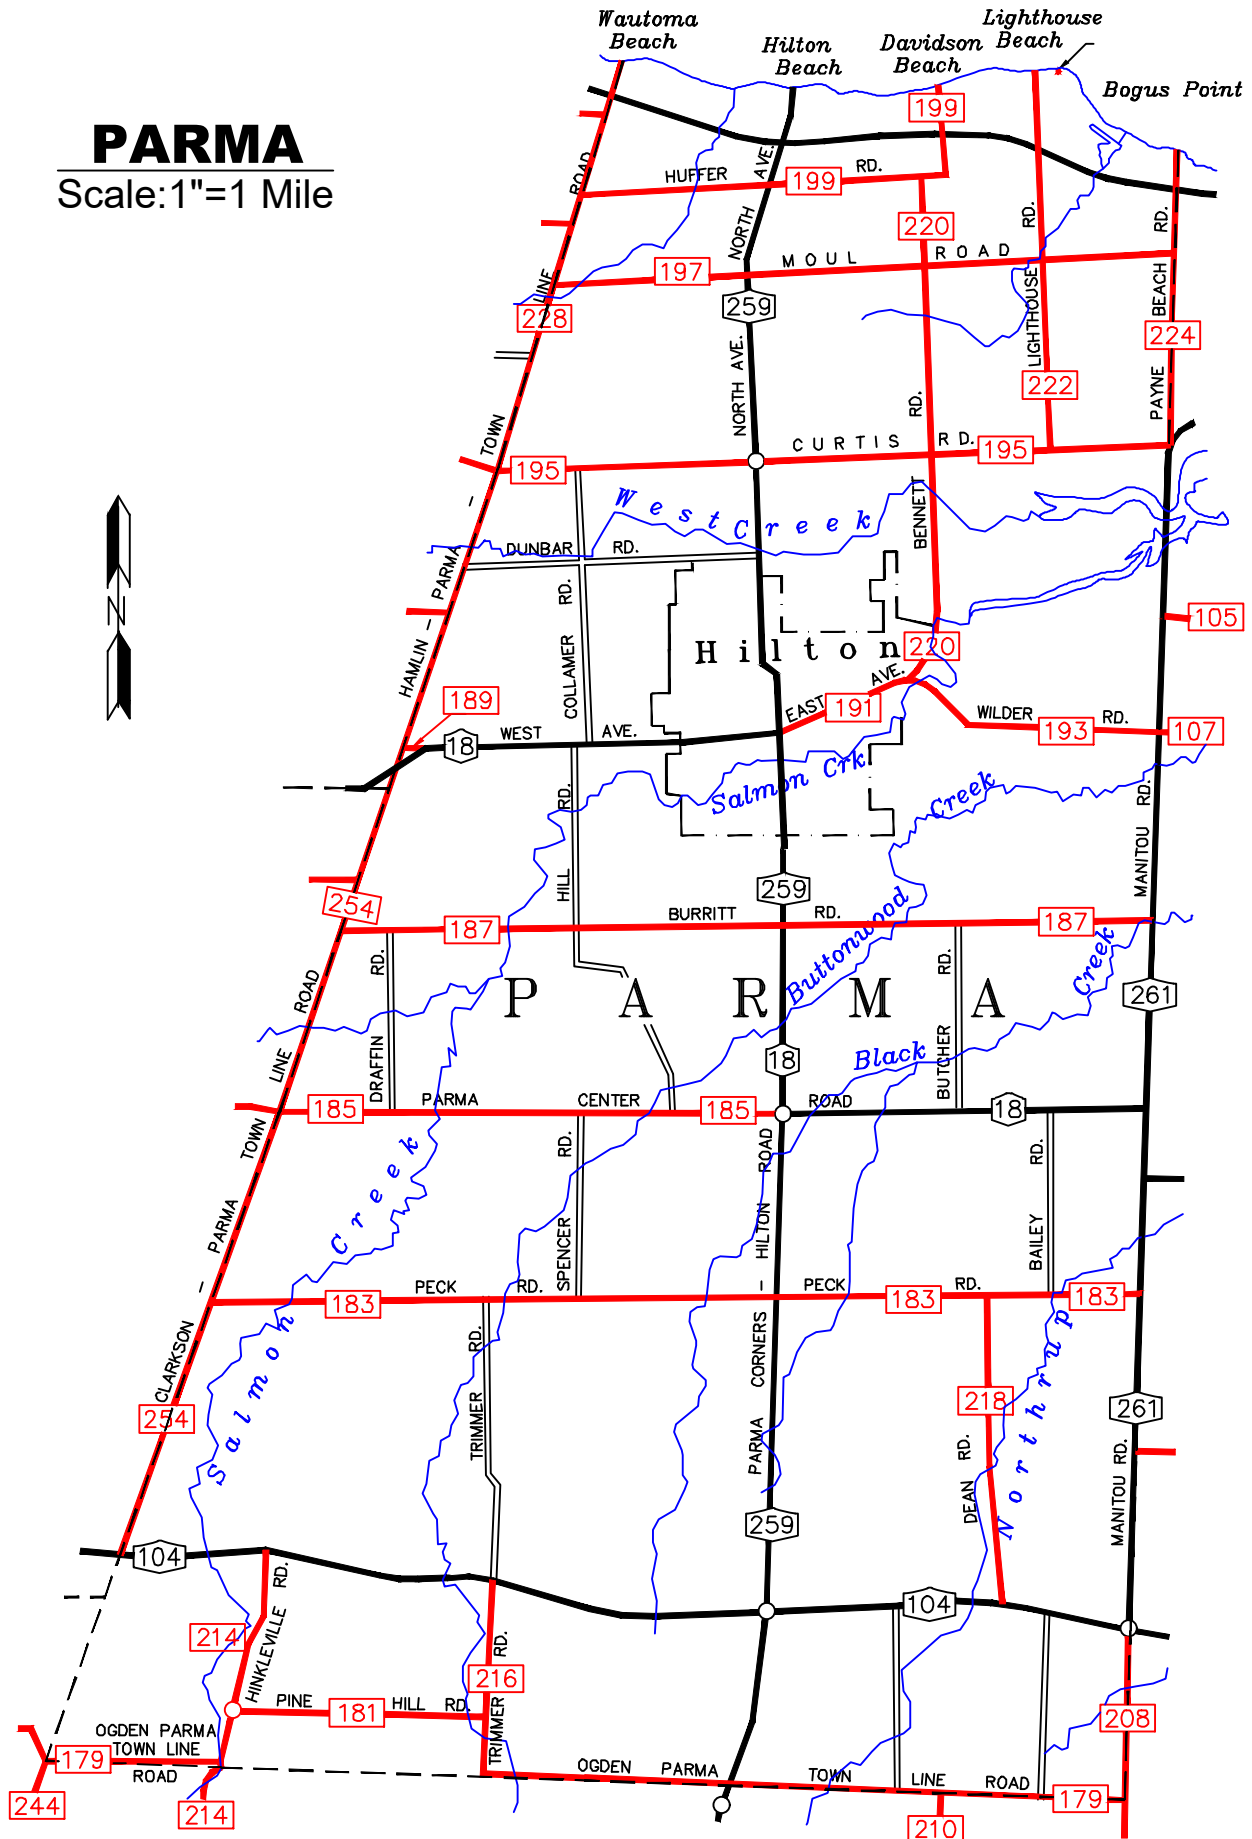 Wautoma
Beach
Hilton
Beach
Davidson
Beach
Lighthouse
Beach
Bogus Point
PARMA
Scale:1"=1 Mile
199
HUFFER
199
RD.
ROAD
AVE.
NORTH
220
RD.
RD.
MOUL ROAD
197
LINE
228
259
LIGHTHOUSE
BEACH
224
PAYNE
222
NORTH AVE.
RD.
TOWN
CURTIS RD.
195
195
West Creek
BENNETT
DUNBAR RD.
N
PARMA
RD.
COLLAMER
HAMLIN -
Hilton
220
105
189
18
WEST AVE.
EAST
AVE.
191
WILDER
193
RD.
107
Salmon Crk
Creek
RD.
MANITOU
RD.
HILL
259
254
187
BURRITT RD.
187
Buttonwood
ROAD
RD.
RD.
Creek
PARMA
261
LINE
DRAFFIN
18
Black
BUTCHER
185
PARMA
CENTER
185
ROAD
18
TOWN
Creek
RD.
ROAD
RD.
PARMA -
SPENCER
HILTON
BAILEY
183
PECK
RD.
PECK
183
RD.
183
CLARKSON
Salmon
RD.
TRIMMER
PARMA CORNERS -
218
RD.
DEAN
Northrup
254
261
MANITOU RD.
259
104
104
RD.
HINKLEVILLE
214
RD.
TRIMMER
216
PINE
181
HILL RD.
208
OGDEN PARMA
TOWN LINE
ROAD
179
OGDEN PARMA TOWN LINE ROAD
179
244
214
210